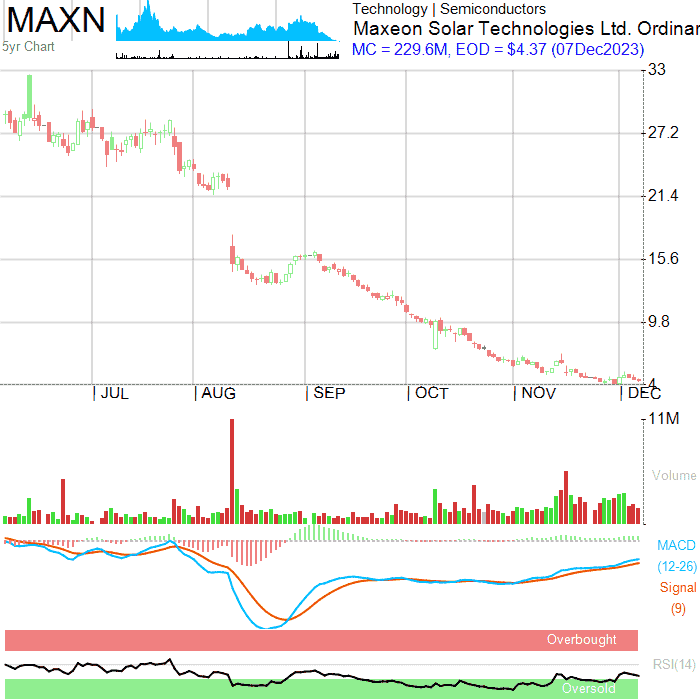 MAXN
5yr Chart
Technology | Semiconductors
Maxeon Solar Technologies Ltd. Ordinar
MC = 229.6M, EOD = $4.37 (07Dec2023)
33
27.2
21.4
15.6
9.8
4
JUL AUG SEP OCT NOV DEC
11M
Volume
MACD
(12-26)
Signal
(9)
Overbought
RSI(14)
Oversold